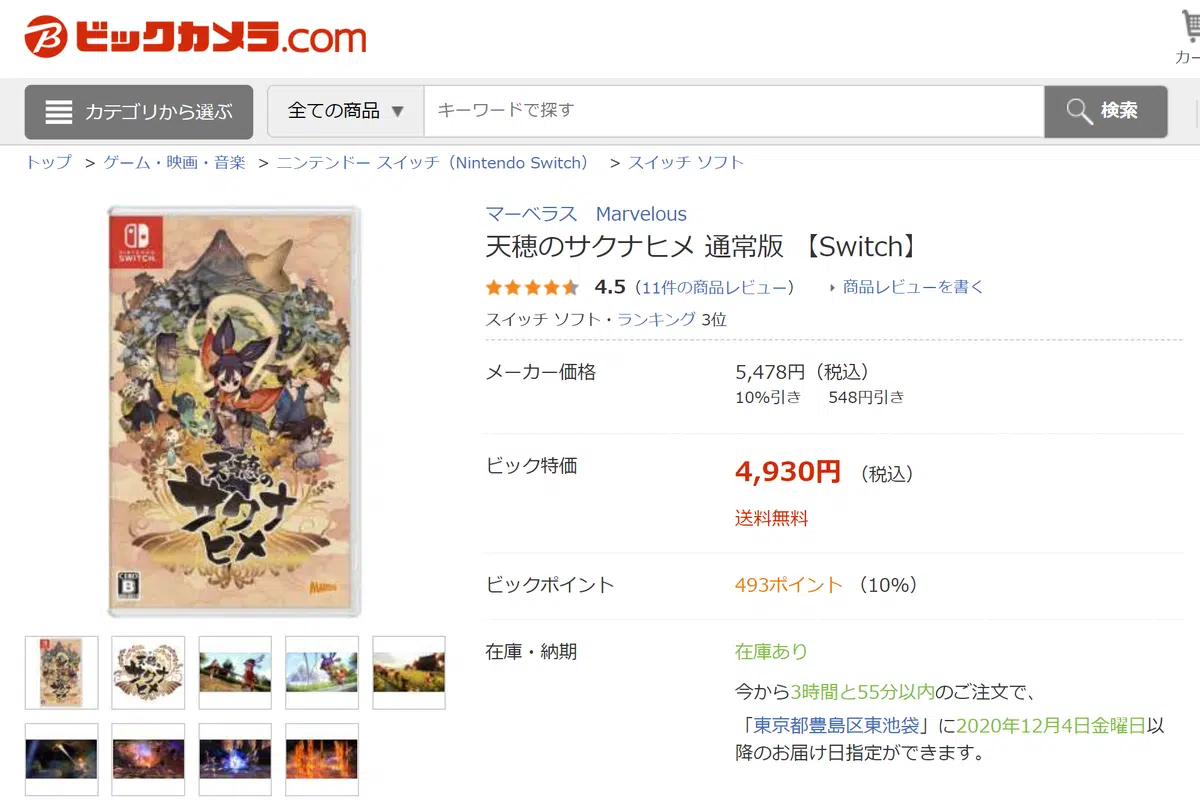 ビックカメラ.com
カー
カテゴリから選ぶ 全ての商品 ▼ キーワードで探す 検索
トップ > ゲーム・映画・音楽 > ニンテンドー スイッチ（Nintendo Switch） > スイッチ ソフト
マーベラス Marvelous
天穂のサクナヒメ 通常版 【Switch】
4.5（11件の商品レビュー） 商品レビューを書く
スイッチ ソフト・ランキング 3位
メーカー価格 5,478円（税込）
10%引き 548円引き
ビック特価 4,930円（税込）
送料無料
ビックポイント 493ポイント（10%）
在庫・納期 在庫あり
今から3時間と55分以内のご注文で、
「東京都豊島区東池袋」に2020年12月4日金曜日以
降のお届け日指定ができます。
NINTENDO
SWITCH
天穂の
サクナ
ヒメ
CERO
B
天穂の
サクナ
ヒメ